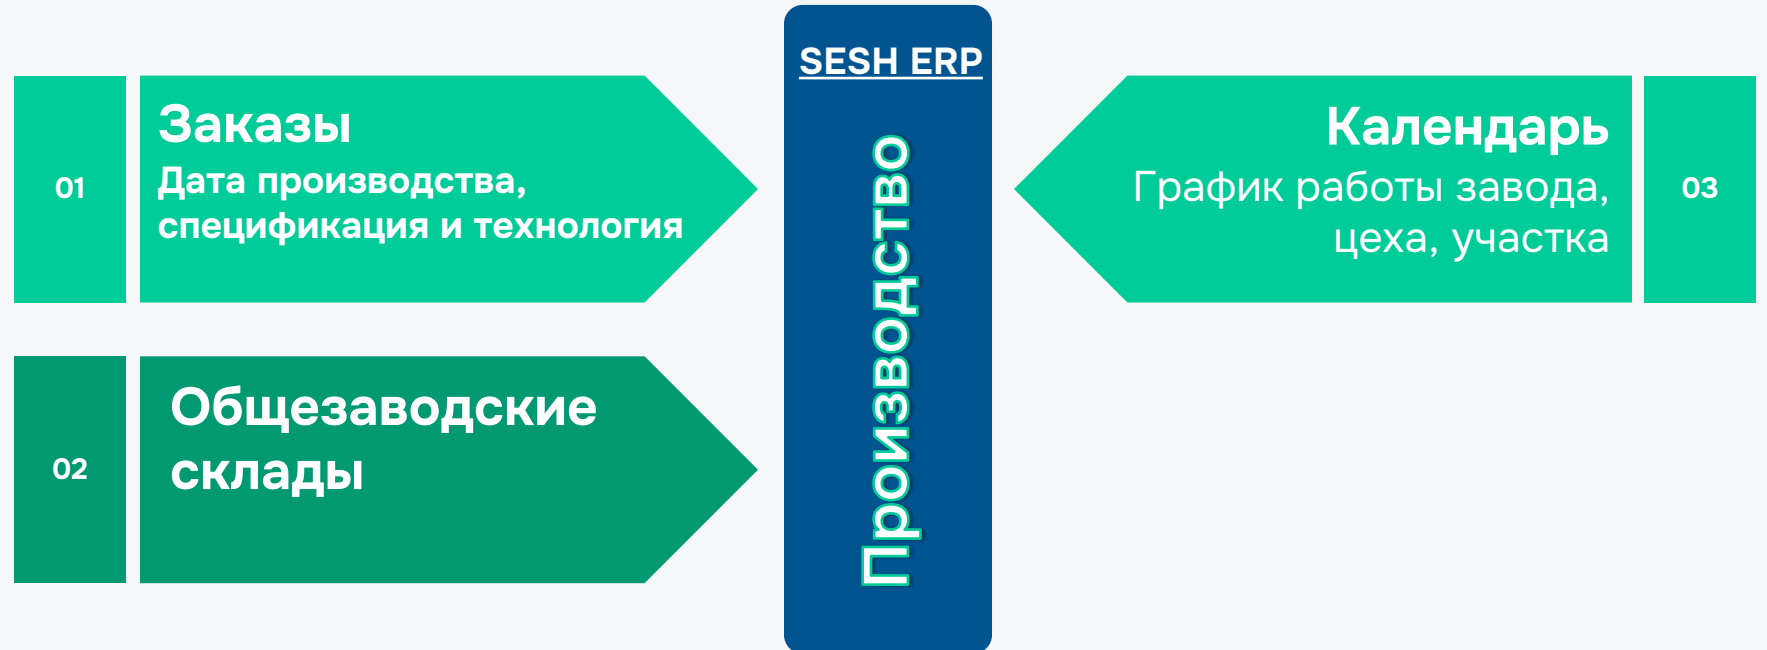 SESH ERP
Производство
01
Заказы
Дата производства,
спецификация и технология
02
Общезаводские
склады
Календарь
График работы завода,
цеха, участка
03